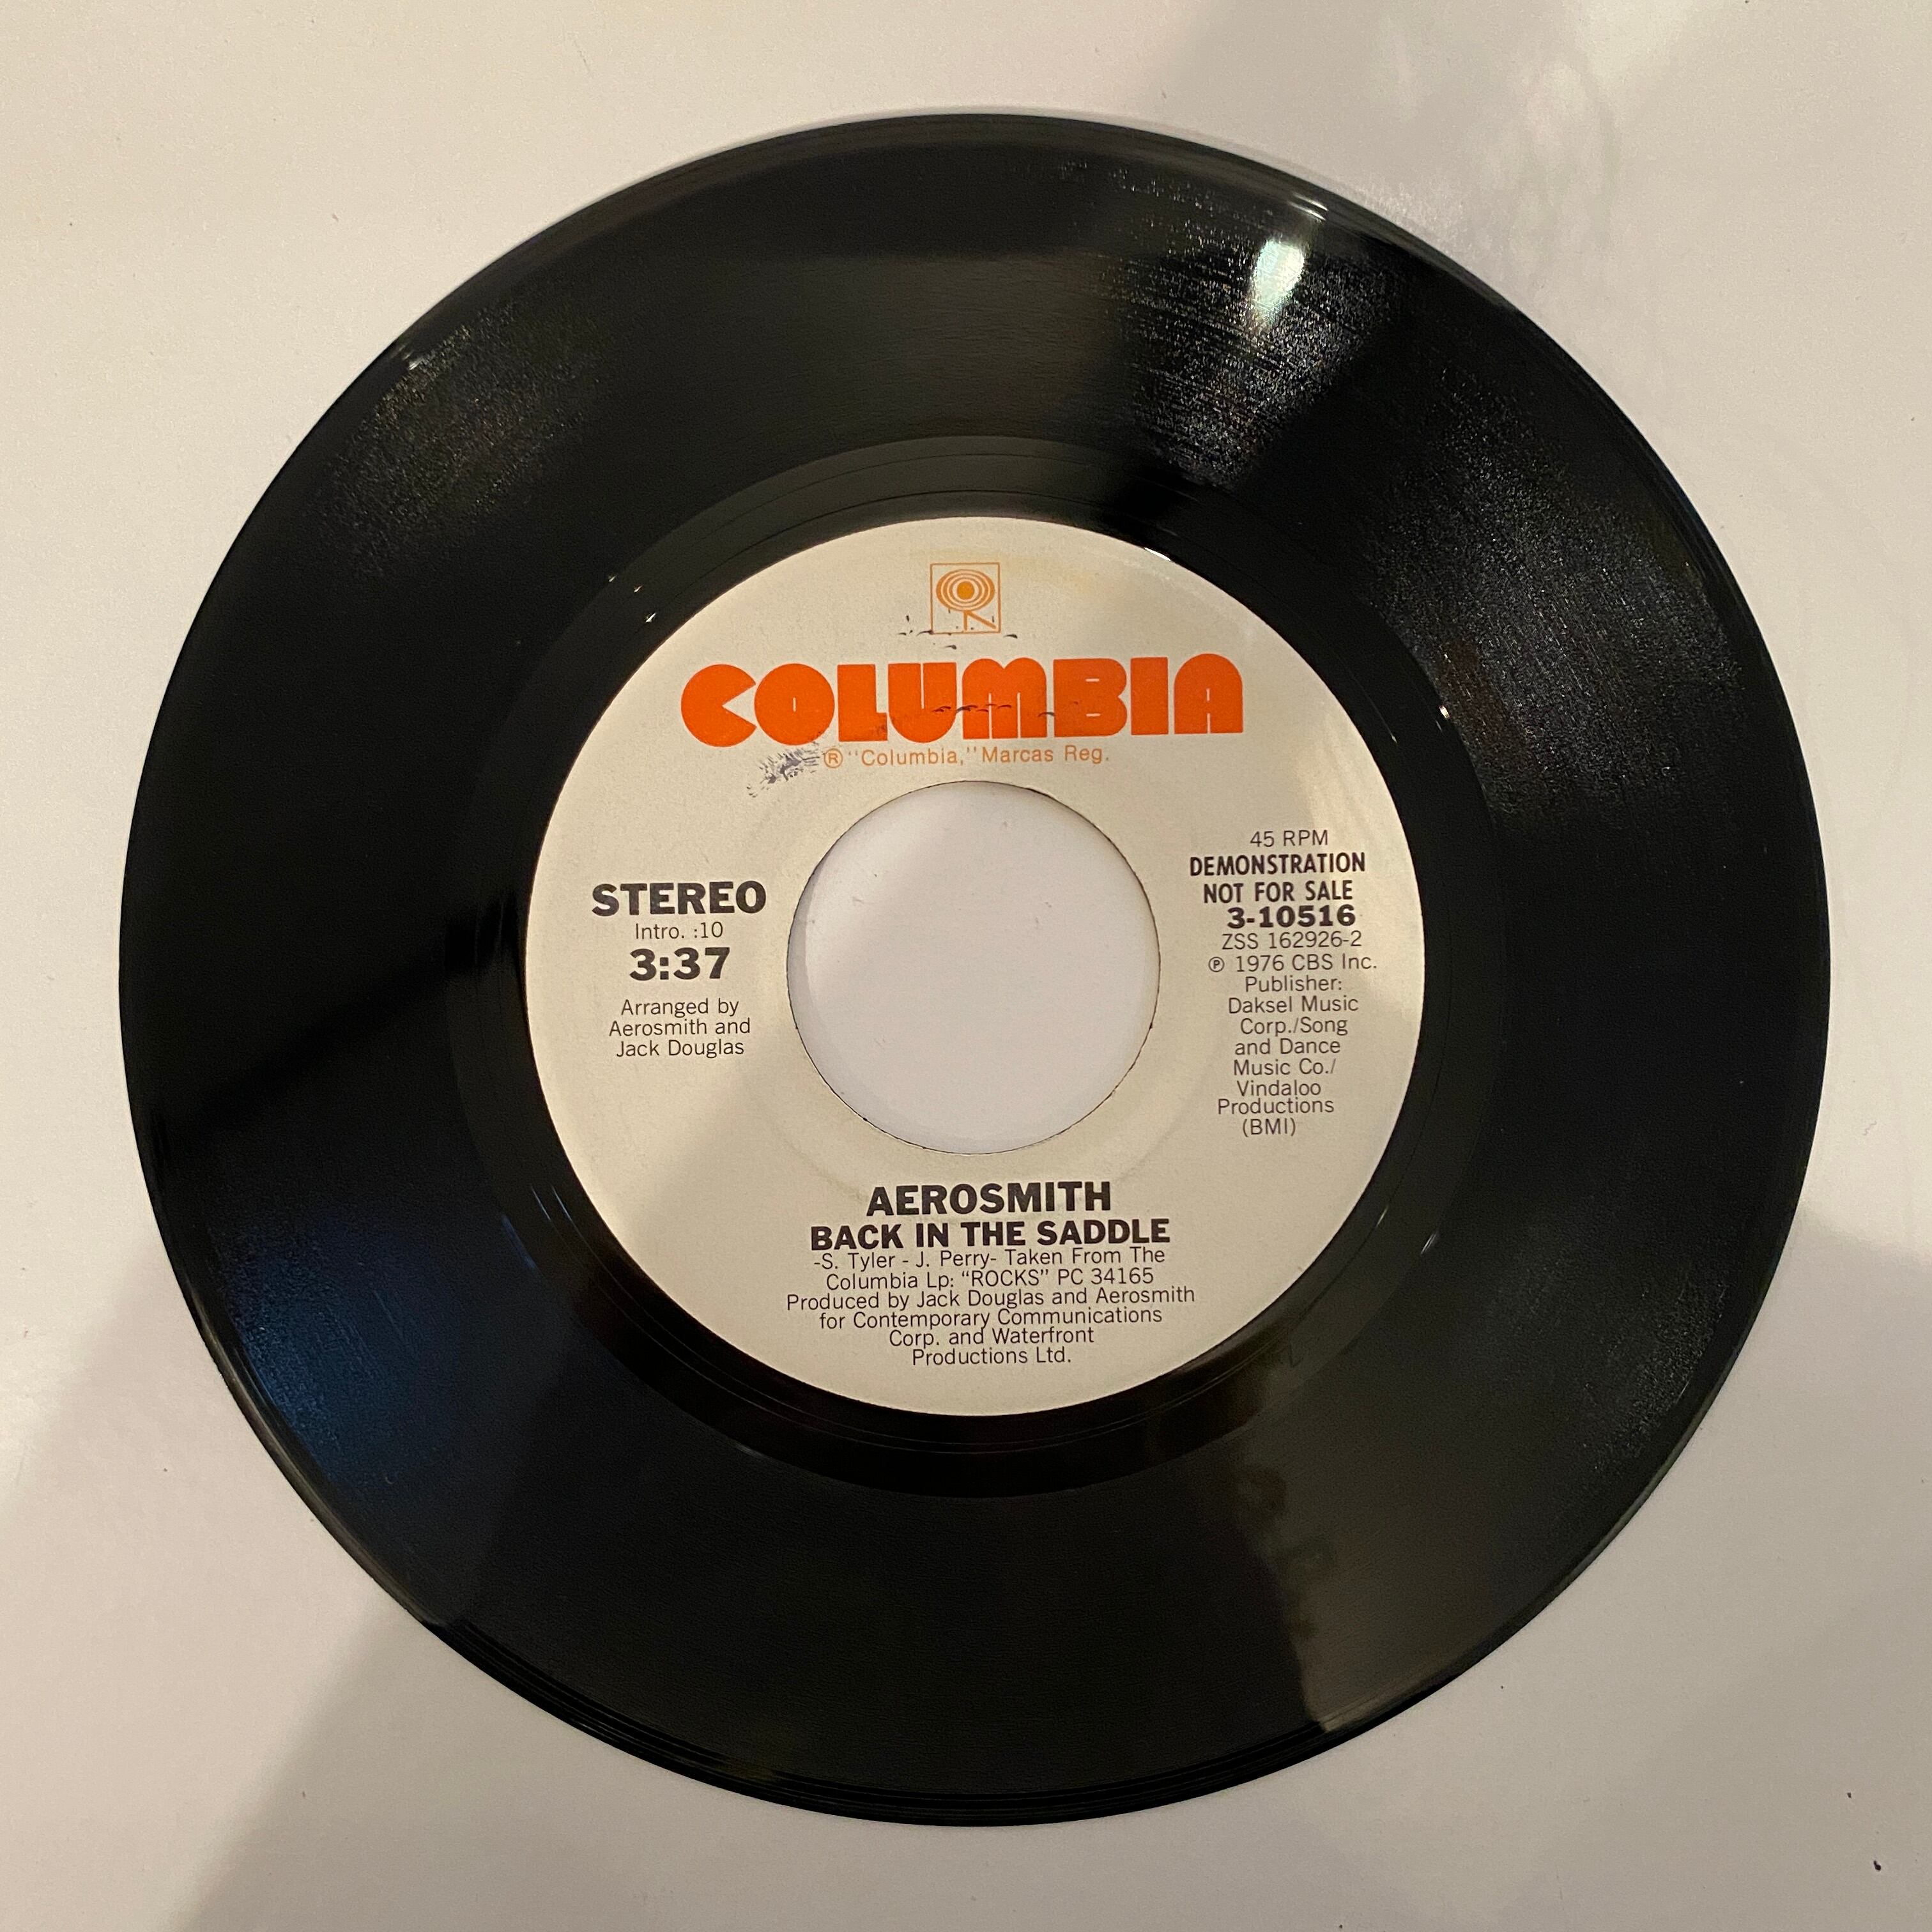 COLUMBIA
® "Columbia," Marcas Reg.
STEREO
Intro. :10
3:37
Arranged by
Aerosmith and
Jack Douglas
45 RPM
DEMONSTRATION
NOT FOR SALE
3-10516
ZSS 162926-2
℗ 1976 CBS Inc.
Publisher:
Daksel Music
Corp./Song
and Dance
Music Co./
Vindaloo
Productions
(BMI)
AEROSMITH
BACK IN THE SADDLE
-S. Tyler - J. Perry- Taken From The
Columbia Lp: “ROCKS” PC 34165
Produced by Jack Douglas and Aerosmith
for Contemporary Communications
Corp. and Waterfront
Productions Ltd.